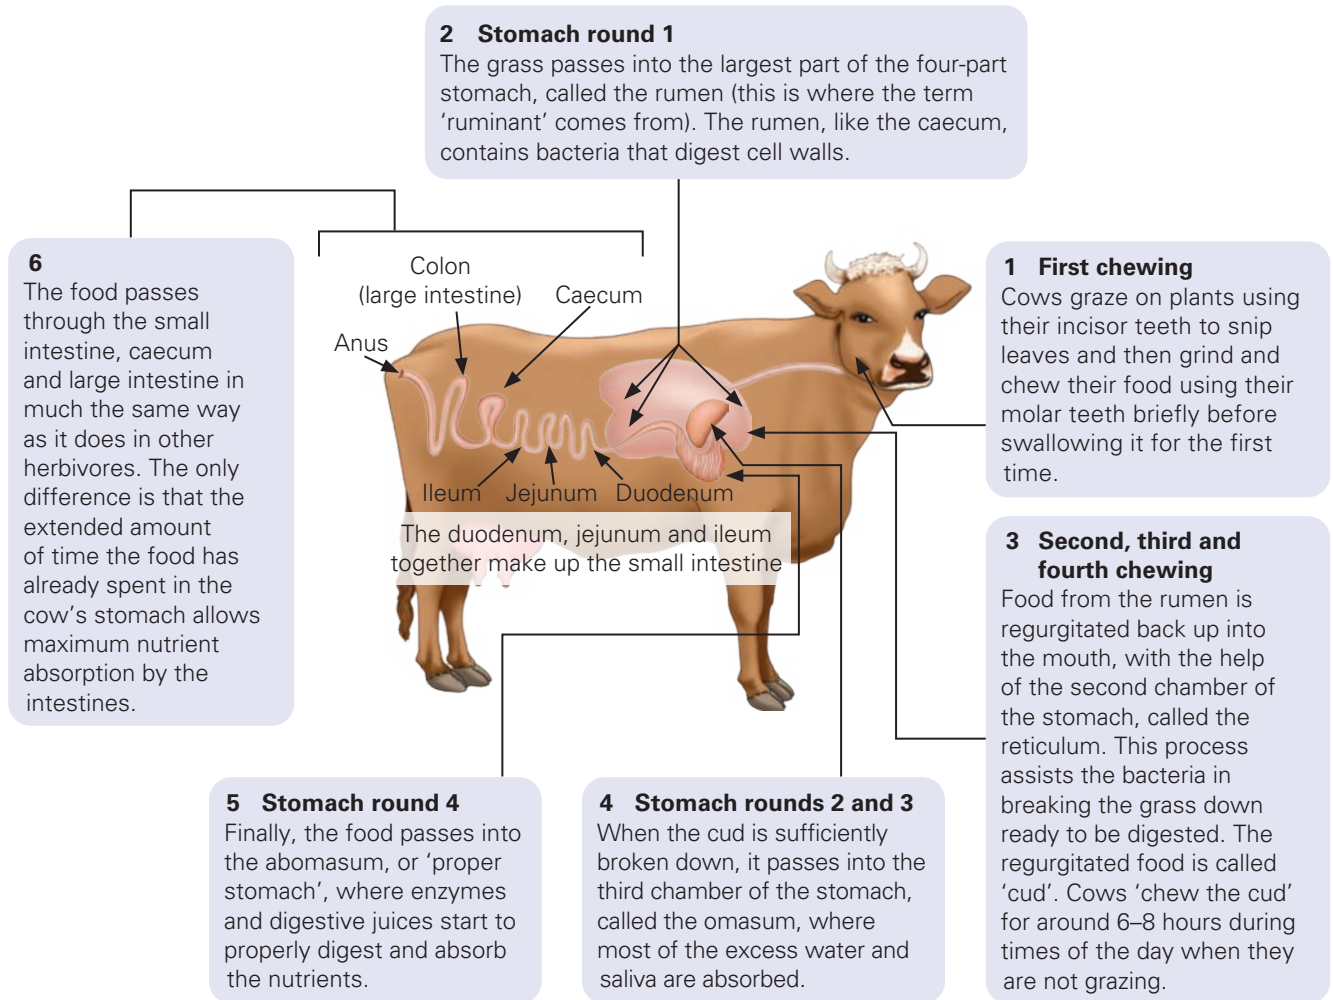 2 Stomach round 1
The grass passes into the largest part of the four-part
stomach, called the rumen (this is where the term
‘ruminant’ comes from). The rumen, like the caecum,
contains bacteria that digest cell walls.
1 First chewing
Cows graze on plants using
their incisor teeth to snip
leaves and then grind and
chew their food using their
molar teeth briefly before
swallowing it for the first
time.
6
The food passes
through the small
intestine, caecum
and large intestine in
much the same way
as it does in other
herbivores. The only
difference is that the
extended amount
of time the food has
already spent in the
cow’s stomach allows
maximum nutrient
absorption by the
intestines.
Colon
(large intestine)
Caecum
Anus
Ileum
Jejunum
Duodenum
The duodenum, jejunum and ileum
together make up the small intestine
3 Second, third and
fourth chewing
Food from the rumen is
regurgitated back up into
the mouth, with the help
of the second chamber of
the stomach, called the
reticulum. This process
assists the bacteria in
breaking the grass down
ready to be digested. The
regurgitated food is called
‘cud’. Cows ‘chew the cud’
for around 6–8 hours during
times of the day when they
are not grazing.
5 Stomach round 4
Finally, the food passes into
the abomasum, or ‘proper
stomach’, where enzymes
and digestive juices start to
properly digest and absorb
the nutrients.
4 Stomach rounds 2 and 3
When the cud is sufficiently
broken down, it passes into the
third chamber of the stomach,
called the omasum, where
most of the excess water and
saliva are absorbed.